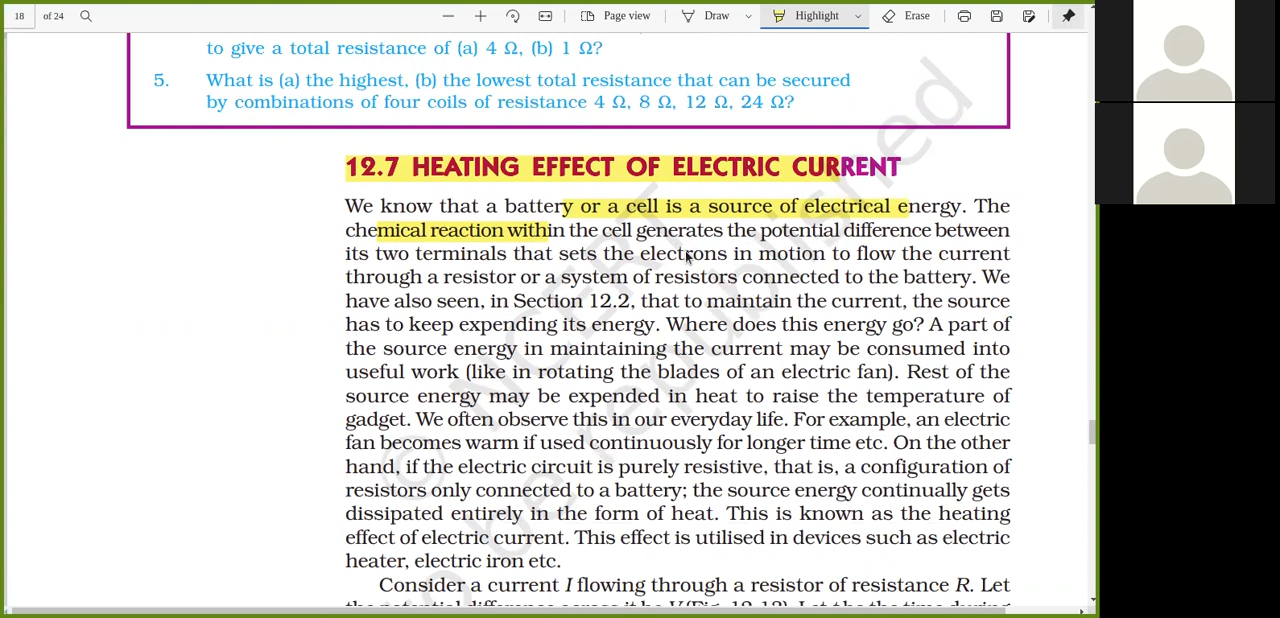 18 of 24 Page view Draw Highlight Erase
to give a total resistance of (a) 4 Ω, (b) 1 Ω?
5. What is (a) the highest, (b) the lowest total resistance that can be secured
by combinations of four coils of resistance 4 Ω, 8 Ω, 12 Ω, 24 Ω?
12.7 HEATING EFFECT OF ELECTRIC CURRENT
We know that a battery or a cell is a source of electrical energy. The
chemical reaction within the cell generates the potential difference between
its two terminals that sets the electrons in motion to flow the current
through a resistor or a system of resistors connected to the battery. We
have also seen, in Section 12.2, that to maintain the current, the source
has to keep expending its energy. Where does this energy go? A part of
the source energy in maintaining the current may be consumed into
useful work (like in rotating the blades of an electric fan). Rest of the
source energy may be expended in heat to raise the temperature of
gadget. We often observe this in our everyday life. For example, an electric
fan becomes warm if used continuously for longer time etc. On the other
hand, if the electric circuit is purely resistive, that is, a configuration of
resistors only connected to a battery; the source energy continually gets
dissipated entirely in the form of heat. This is known as the heating
effect of electric current. This effect is utilised in devices such as electric
heater, electric iron etc.
Consider a current I flowing through a resistor of resistance R. Let
© NCERT
be republished